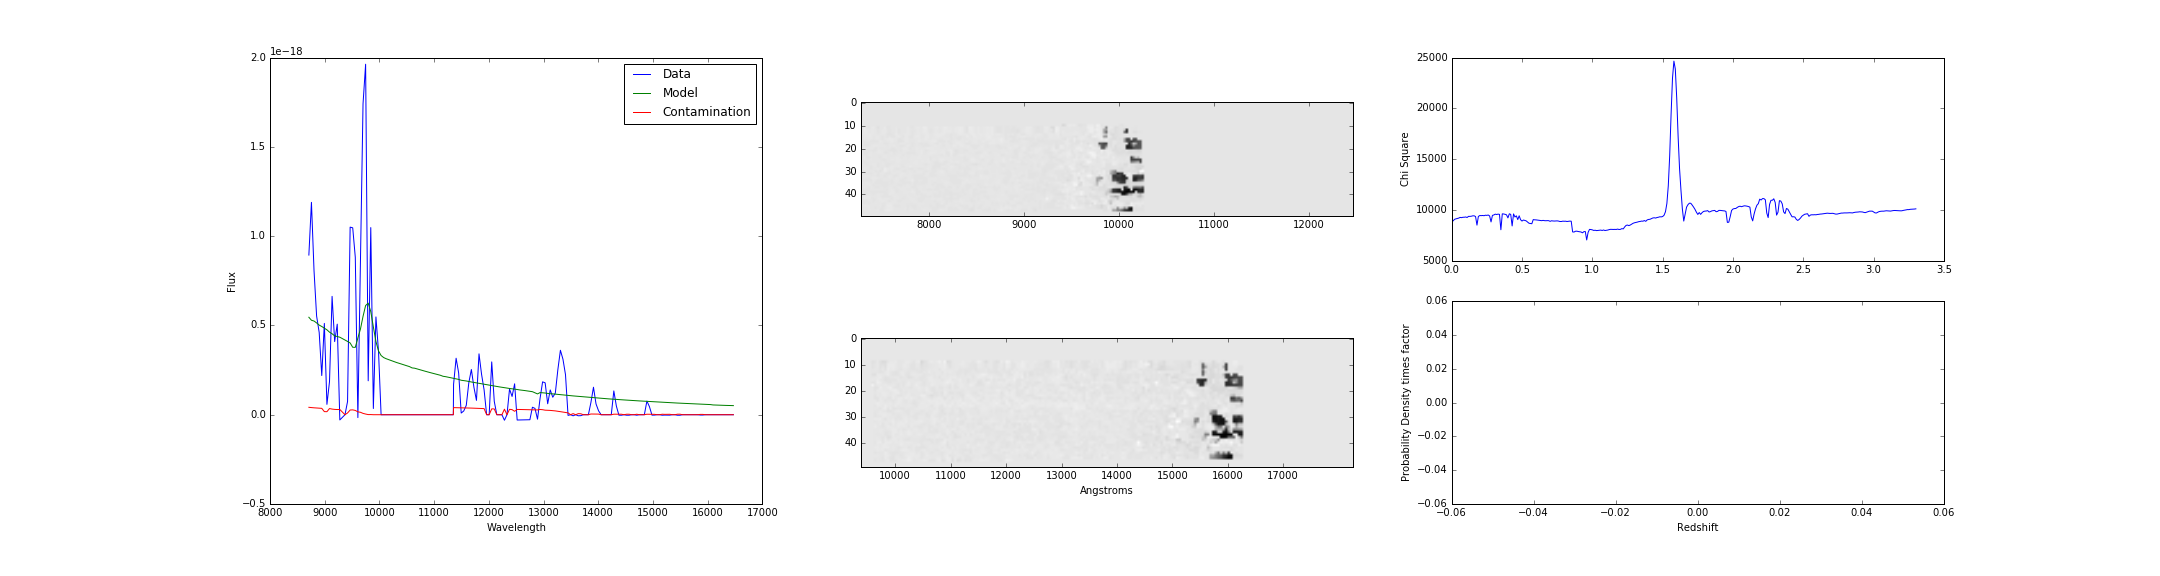 1e−18
2.0
1.5
1.0
0.5
0.0
−0.5
8000 9000 10000 11000 12000 13000 14000 15000 16000 17000
Wavelength
Flux
Data
Model
Contamination
0
10
20
30
40
8000 9000 10000 11000 12000
0
10
20
30
40
10000 11000 12000 13000 14000 15000 16000 17000
Angstroms
25000
20000
15000
10000
5000
0.0 0.5 1.0 1.5 2.0 2.5 3.0 3.5
Chi Square
0.06
0.04
0.02
0.00
−0.02
−0.04
−0.06
−0.06 −0.04 −0.02 0.00 0.02 0.04 0.06
Redshift
Probability Density times factor